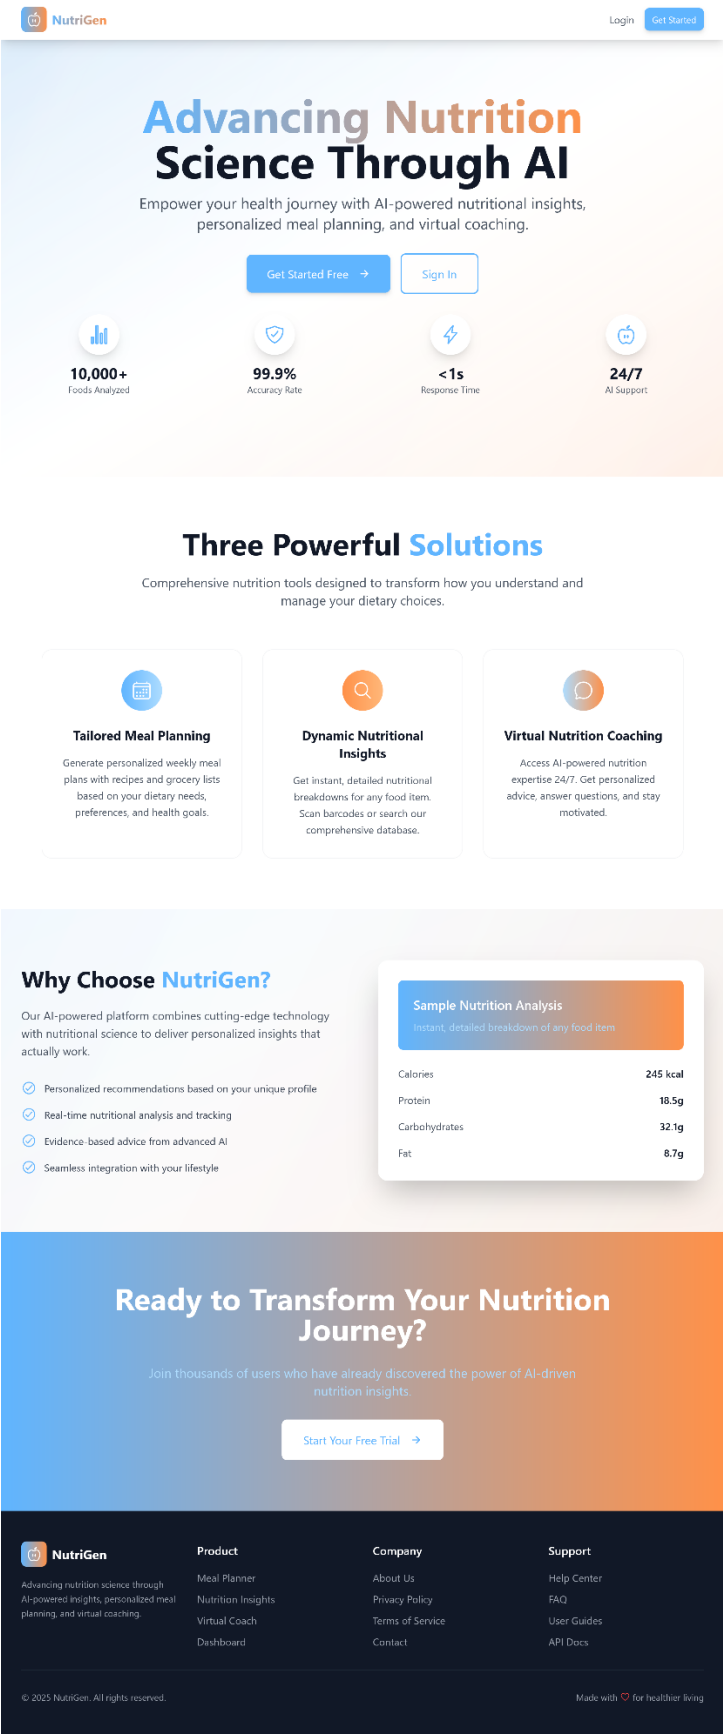 NutriGen
Login
Get Started
Advancing Nutrition
Science Through AI
Empower your health journey with AI-powered nutritional insights,
personalized meal planning, and virtual coaching.
Get Started Free →
Sign In
10,000+
Foods Analyzed
99.9%
Accuracy Rate
<1s
Response Time
24/7
AI Support
Three Powerful Solutions
Comprehensive nutrition tools designed to transform how you understand and
manage your dietary choices.
Tailored Meal Planning
Generate personalized weekly meal
plans with recipes and grocery lists
based on your dietary needs,
preferences, and health goals.
Dynamic Nutritional
Insights
Get instant, detailed nutritional
breakdowns for any food item.
Scan barcodes or search our
comprehensive database.
Virtual Nutrition Coaching
Access AI-powered nutrition
expertise 24/7. Get personalized
advice, answer questions, and stay
motivated.
Why Choose NutriGen?
Our AI-powered platform combines cutting-edge technology
with nutritional science to deliver personalized insights that
actually work.
Personalized recommendations based on your unique profile
Real-time nutritional analysis and tracking
Evidence-based advice from advanced AI
Seamless integration with your lifestyle
Sample Nutrition Analysis
Instant, detailed breakdown of any food item
Calories 245 kcal
Protein 18.5g
Carbohydrates 32.1g
Fat 8.7g
Ready to Transform Your Nutrition
Journey?
Join thousands of users who have already discovered the power of AI-driven
nutrition insights.
Start Your Free Trial →
NutriGen
Advancing nutrition science through
AI-powered insights, personalized meal
planning, and virtual coaching.
Product
Meal Planner
Nutrition Insights
Virtual Coach
Dashboard
Company
About Us
Privacy Policy
Terms of Service
Contact
Support
Help Center
FAQ
User Guides
API Docs
© 2025 NutriGen. All rights reserved.
Made with ♡ for healthier living